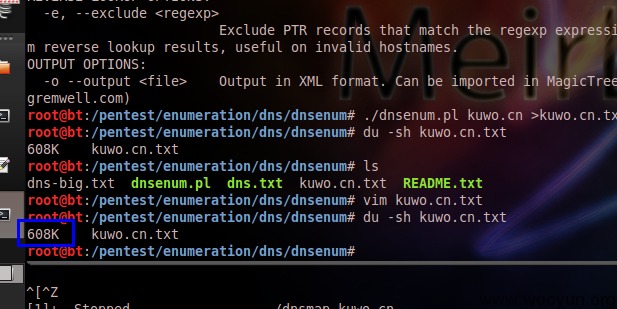 -e, --exclude <regexp>
Exclude PTR records that match the regexp expressi
m reverse lookup results, useful on invalid hostnames.
OUTPUT OPTIONS:
-o --output <file>    Output in XML format. Can be imported in MagicTree
gremwell.com)
root@bt:/pentest/enumeration/dns/dnsenum# ./dnsenum.pl kuwo.cn >kuwo.cn.tx
root@bt:/pentest/enumeration/dns/dnsenum# du -sh kuwo.cn.txt
608K    kuwo.cn.txt
root@bt:/pentest/enumeration/dns/dnsenum# ls
dns-big.txt  dnsenum.pl  dns.txt  kuwo.cn.txt  README.txt
root@bt:/pentest/enumeration/dns/dnsenum# vim kuwo.cn.txt
root@bt:/pentest/enumeration/dns/dnsenum# du -sh kuwo.cn.txt
608K    kuwo.cn.txt
root@bt:/pentest/enumeration/dns/dnsenum#
^[^Z
[1]+  Stopped    ./dnsmap kuwo.cn